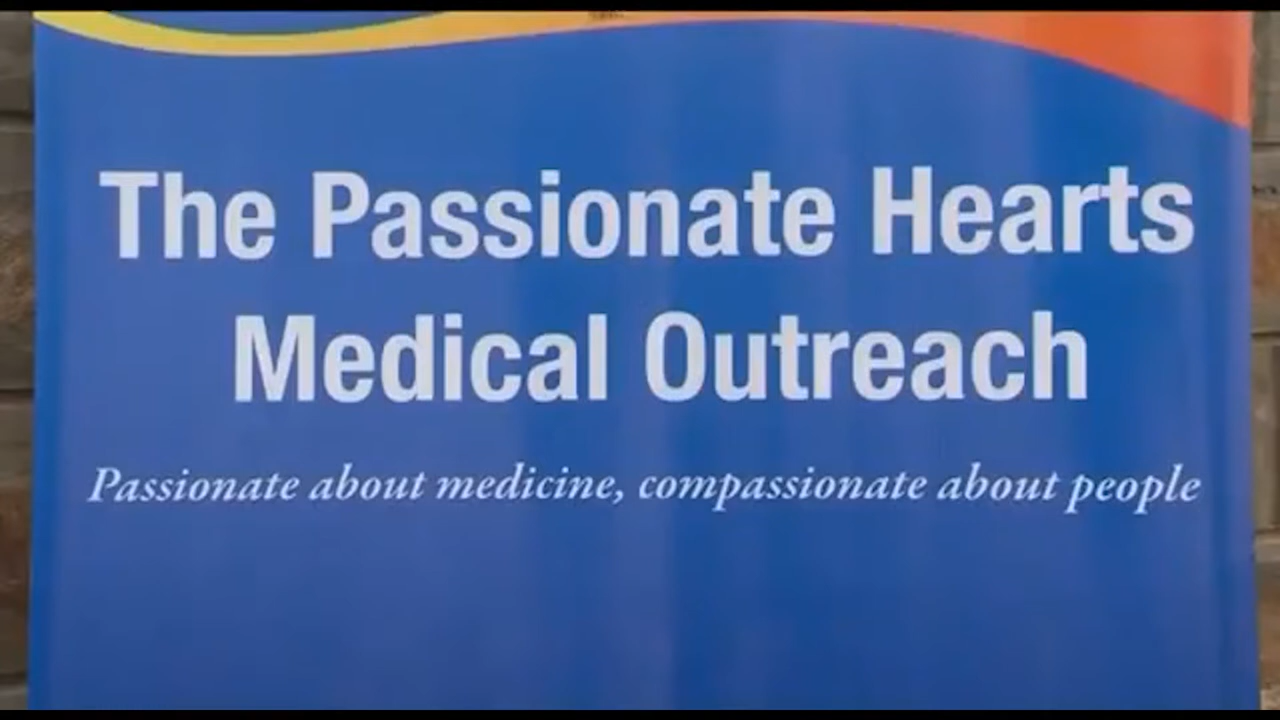 The Passionate Hearts
Medical Outreach
Passionate about medicine, compassionate about people